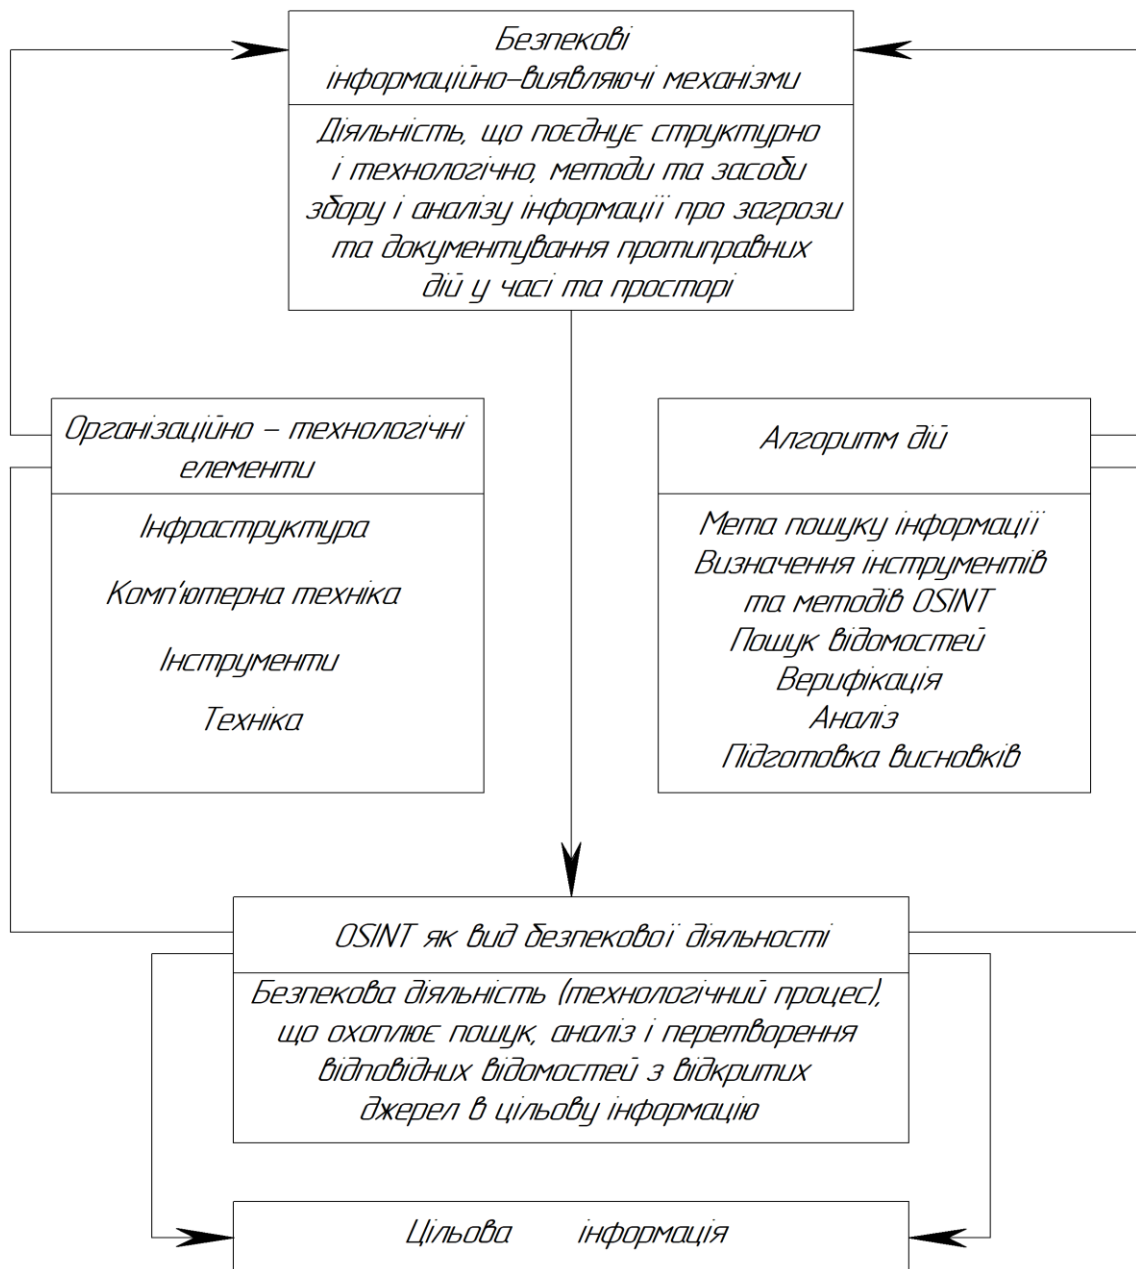 Безпекові
інформаційно-виявляючі механізми
Діяльність, що поєднує структурно
і технологічно, методи та засоби
збору і аналізу інформації про загрози
та документування протиправних
дій у часі та просторі
Організаційно – технологічні
елементи
Інфраструктура
Комп'ютерна техніка
Інструменти
Техніка
Алгоритм дій
Мета пошуку інформації
Визначення інструментів
та методів OSINT
Пошук відомостей
Верифікація
Аналіз
Підготовка висновків
OSINT як вид безпекової діяльності
Безпекова діяльність (технологічний процес),
що охоплює пошук, аналіз і перетворення
відповідних відомостей з відкритих
джерел в цільову інформацію
Цільова інформація